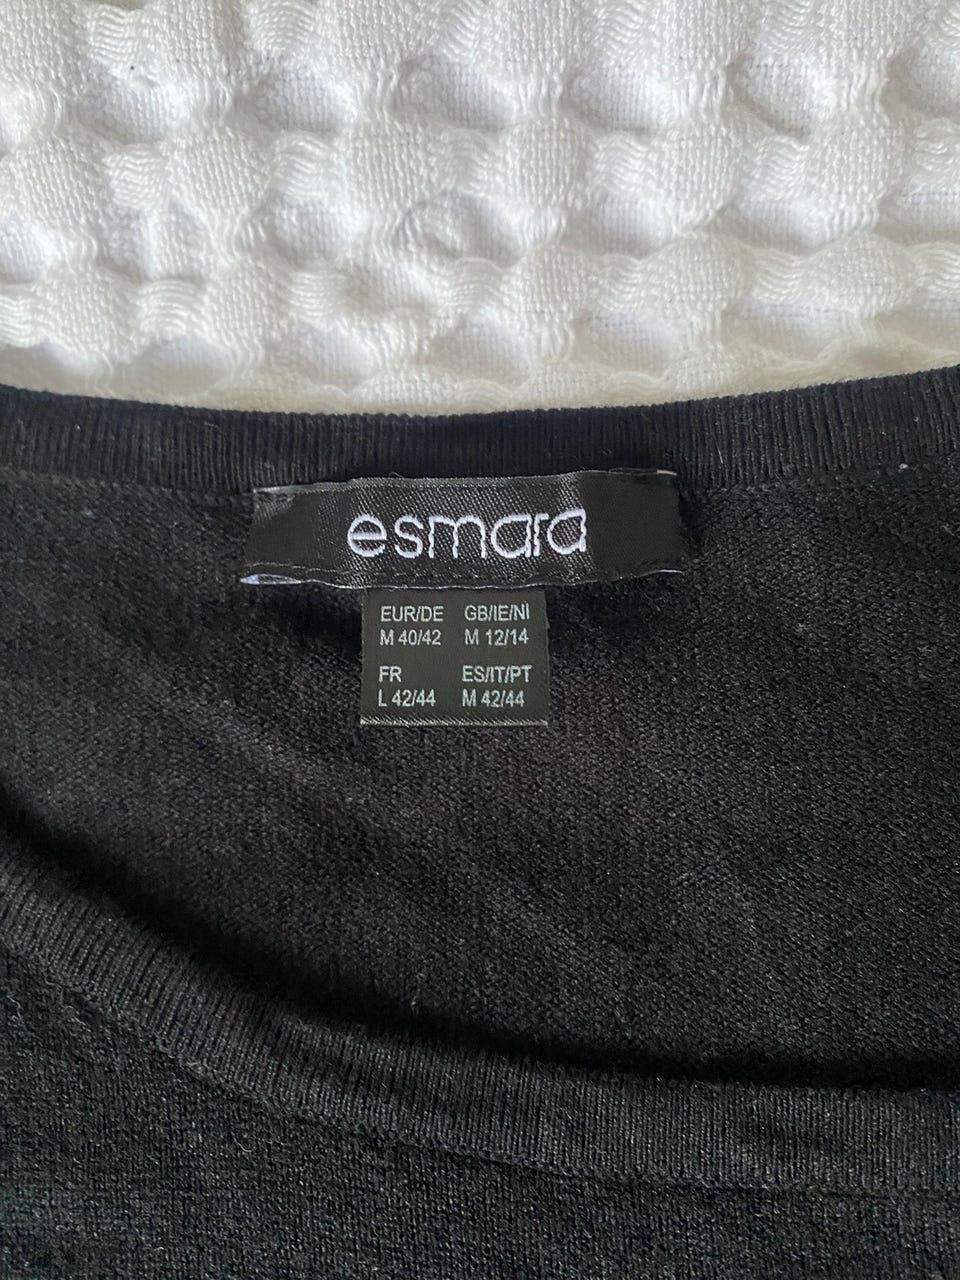 esmara
EUR/DE GB/IE/NI
M 40/42 M 12/14
FR ES/IT/PT
L 42/44 M 42/44